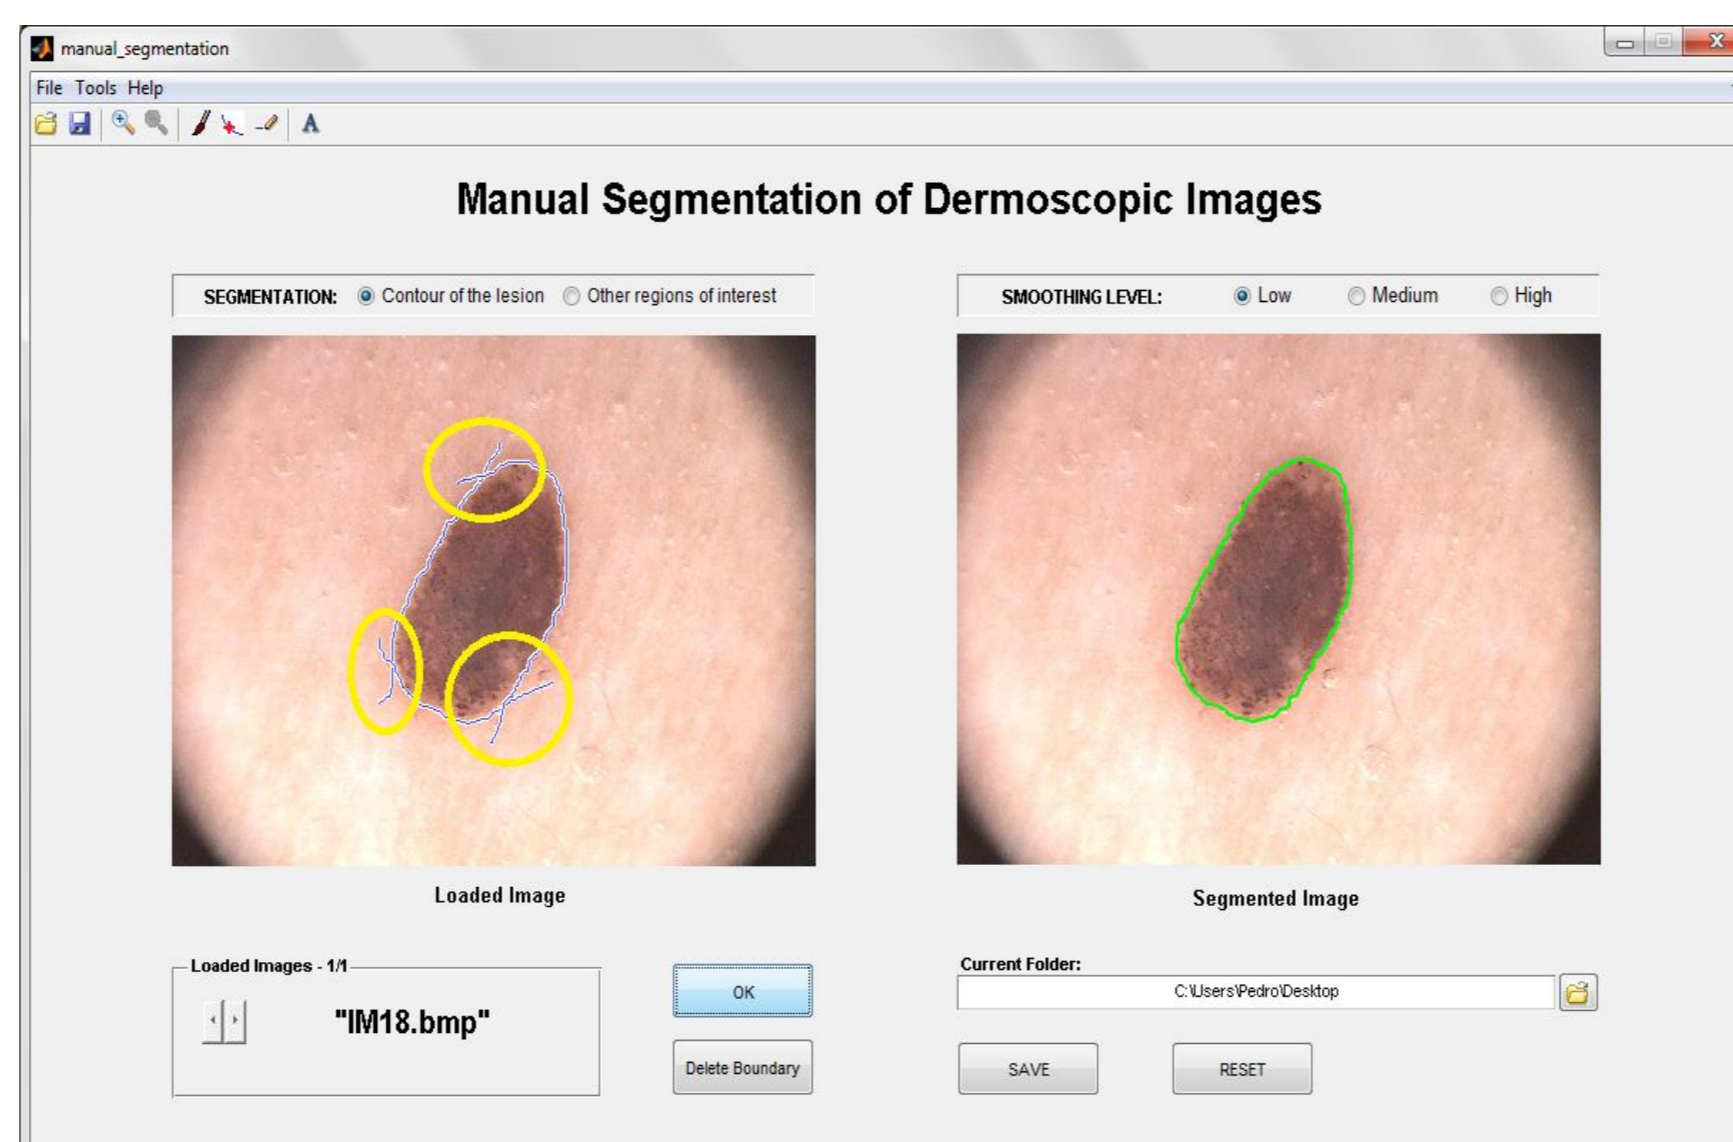 manual_segmentation
File Tools Help
A
Manual Segmentation of Dermoscopic Images
SEGMENTATION: Contour of the lesion Other regions of interest
SMOOTHING LEVEL: Low Medium High
Loaded Image
Segmented Image
Loaded Images - 1/1
"IM18.bmp"
OK
Delete Boundary
Current Folder:
C:\Users\Pedro\Desktop
SAVE
RESET